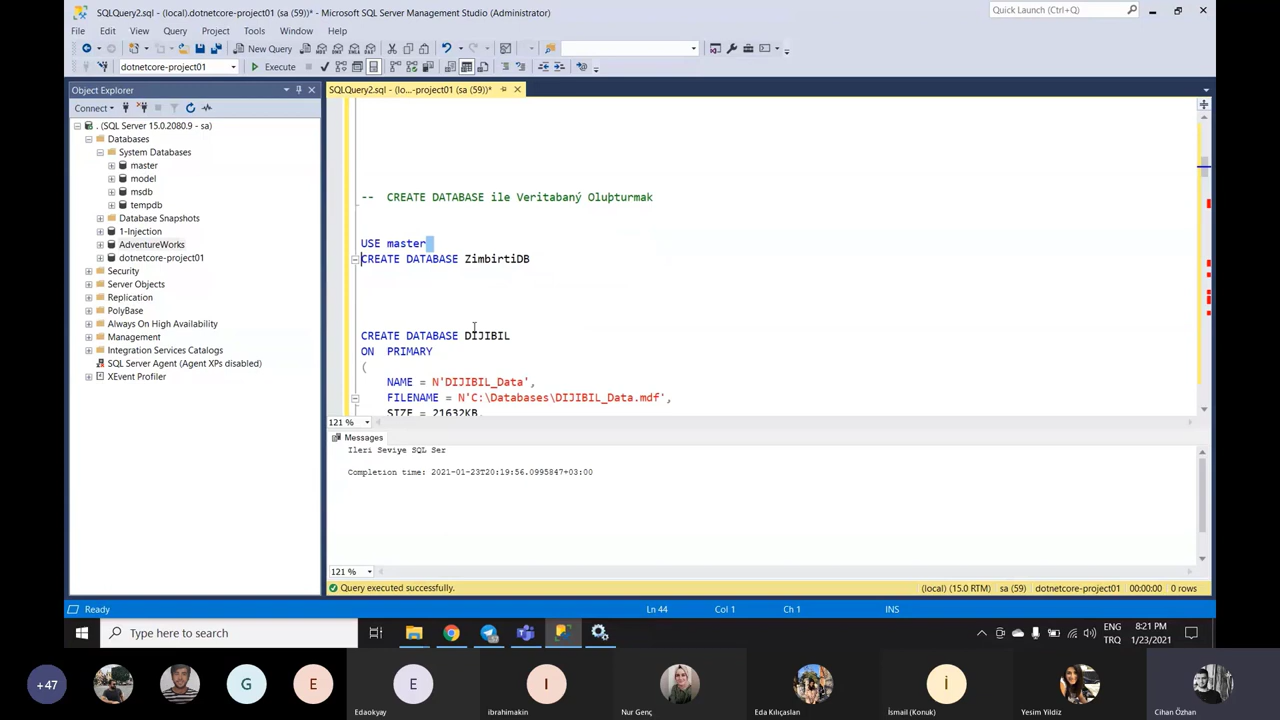 SQLQuery2.sql - (local).dotnetcore-project01 (sa (59))* - Microsoft SQL Server Management Studio (Administrator)
Quick Launch (Ctrl+Q)
File Edit View Query Project Tools Window Help
New Query
dotnetcore-project01
Execute
Object Explorer
SQLQuery2.sql - (lo...-project01 (sa (59))*
Connect
. (SQL Server 15.0.2080.9 - sa)
Databases
System Databases
master
model
msdb
tempdb
Database Snapshots
1-Injection
AdventureWorks
dotnetcore-project01
Security
Server Objects
Replication
PolyBase
Always On High Availability
Management
Integration Services Catalogs
SQL Server Agent (Agent XPs disabled)
XEvent Profiler
-- CREATE DATABASE ile Veritabaný Oluþturmak
USE master
CREATE DATABASE ZimbirtiDB
CREATE DATABASE DIJIBIL
ON PRIMARY
(
NAME = N'DIJIBIL_Data',
FILENAME = N'C:\Databases\DIJIBIL_Data.mdf',
SIZE = 21632KB,
121 %
Messages
Ileri Seviye SQL Ser
Completion time: 2021-01-23T20:19:56.0995847+03:00
121 %
Query executed successfully.
(local) (15.0 RTM) sa (59) dotnetcore-project01 00:00:00 0 rows
Ready
Ln 44 Col 1 Ch 1 INS
Type here to search
ENG
TRQ
8:21 PM
1/23/2021
+47
G
E
E
I
İ
Edaokyay
ibrahimakin
Nur Genç
Eda Kılıçaslan
İsmail (Konuk)
Yesim Yildiz
Cihan Özhan